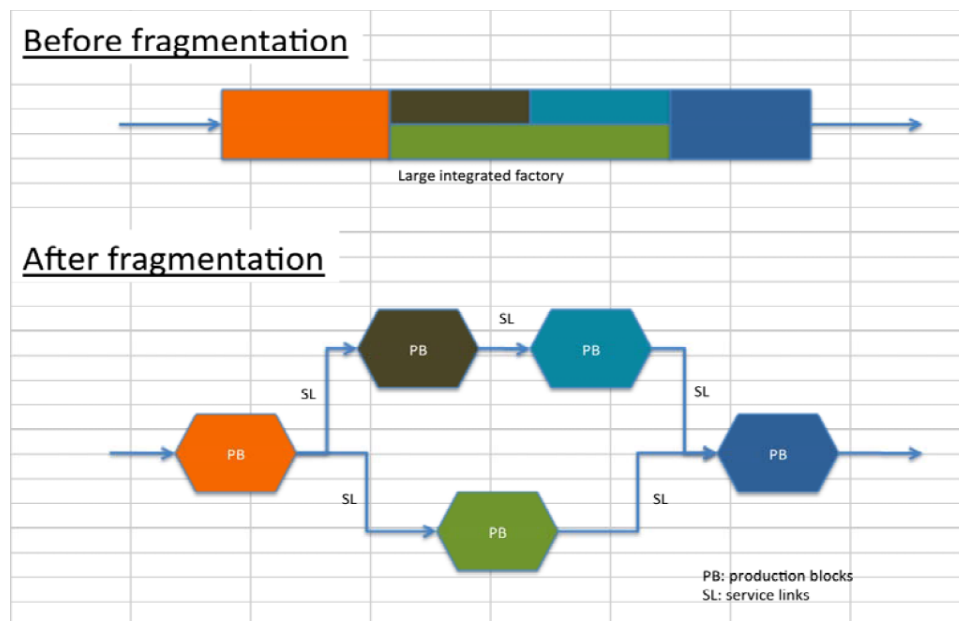 Before fragmentation
Large integrated factory
After fragmentation
SL
PB
PB
SL
SL
PB
PB
SL
SL
PB
PB: production blocks
SL: service links